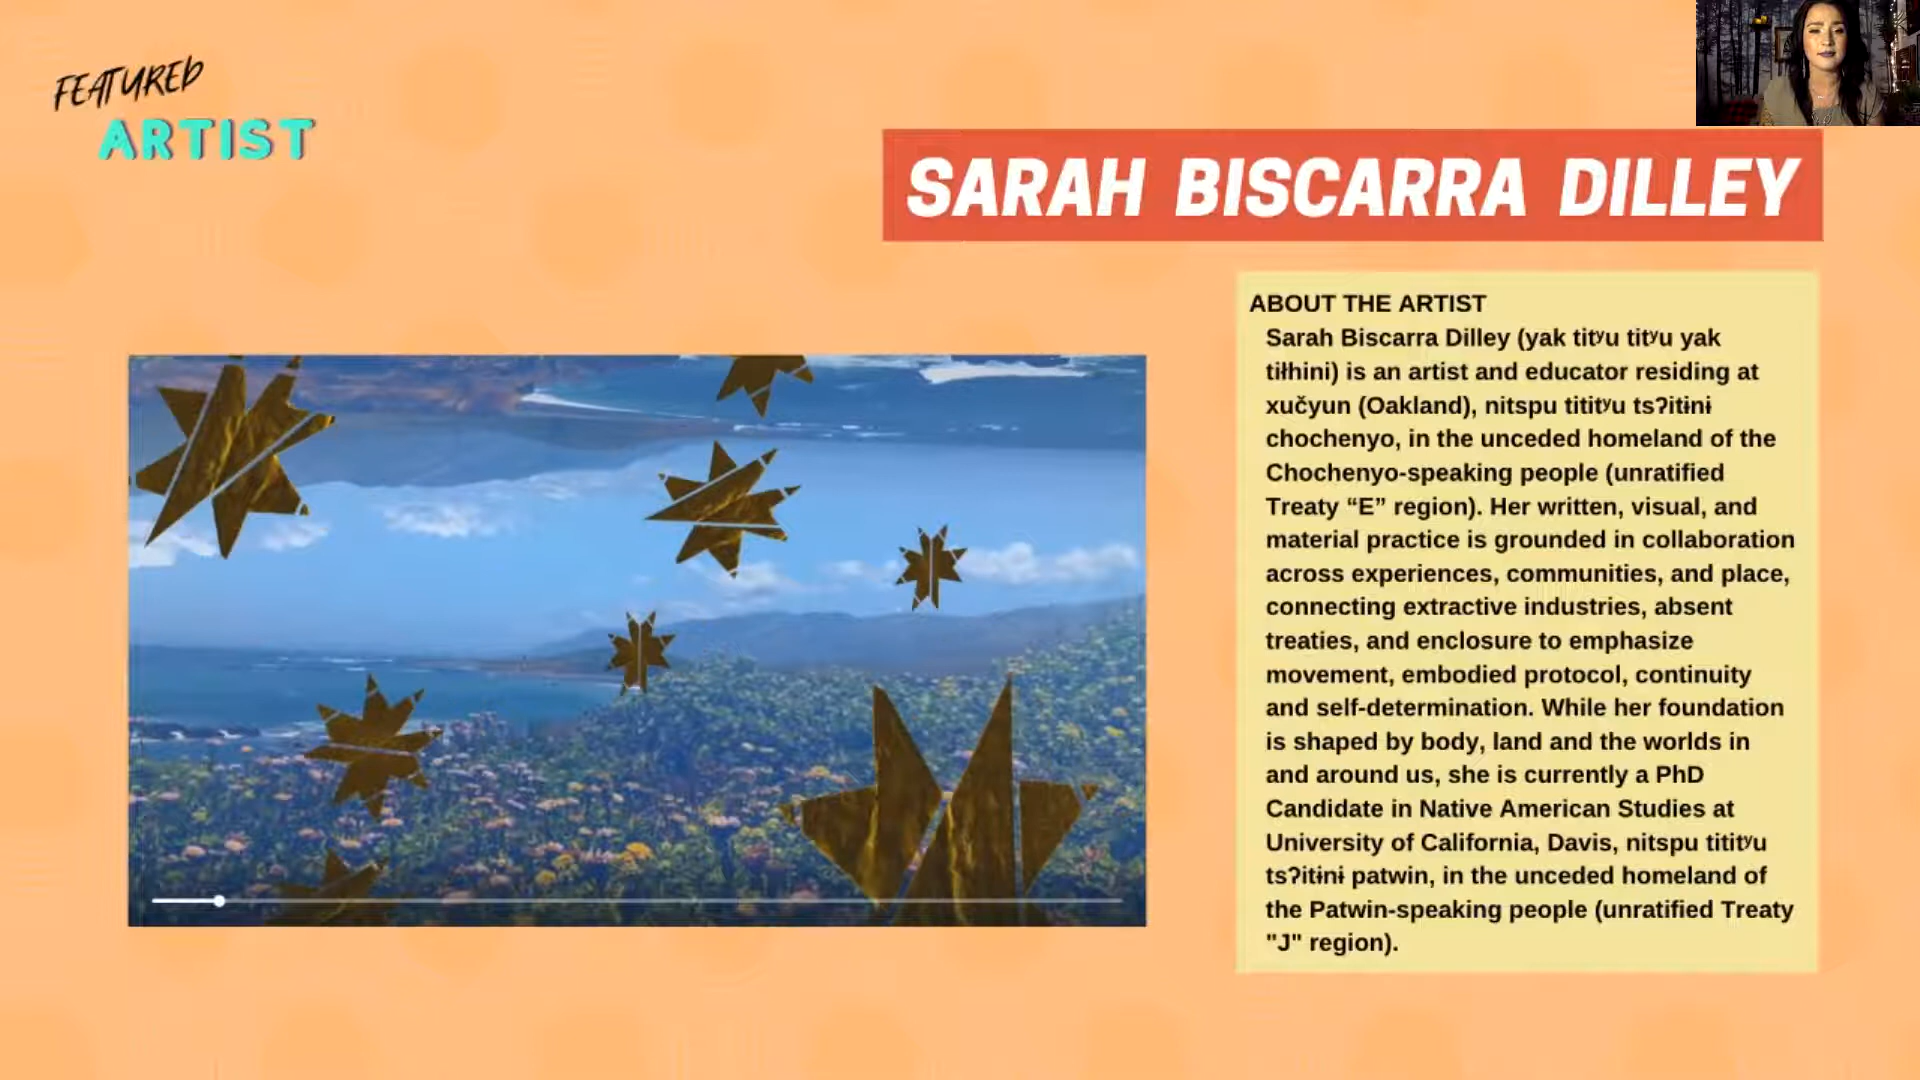 FEATURED
ARTIST
SARAH BISCARRA DILLEY
ABOUT THE ARTIST
Sarah Biscarra Dilley (yak titʸu titʸu yak
tiłhini) is an artist and educator residing at
xučyun (Oakland), nitspu tititʸu tsʔitɨnɨ
chochenyo, in the unceded homeland of the
Chochenyo-speaking people (unratified
Treaty “E” region). Her written, visual, and
material practice is grounded in collaboration
across experiences, communities, and place,
connecting extractive industries, absent
treaties, and enclosure to emphasize
movement, embodied protocol, continuity
and self-determination. While her foundation
is shaped by body, land and the worlds in
and around us, she is currently a PhD
Candidate in Native American Studies at
University of California, Davis, nitspu tititʸu
tsʔitɨnɨ patwin, in the unceded homeland of
the Patwin-speaking people (unratified Treaty
"J" region).